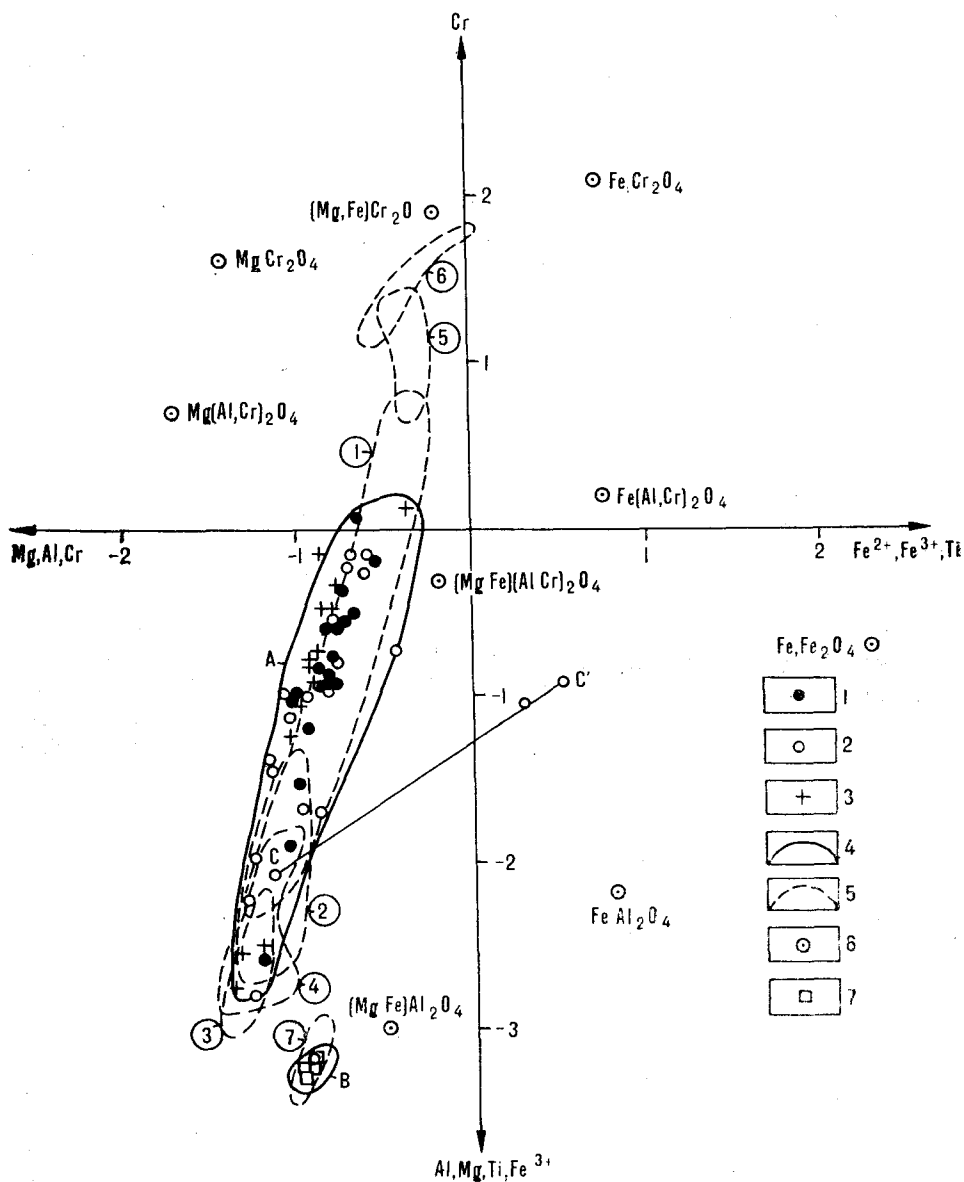 Cr
2
Fe,Cr2O4
(Mg,Fe)Cr2O
MgCr2O4
6
5
1
Mg(Al,Cr)2O4
1
Fe(Al,Cr)2O4
Mg,Al,Cr
-2
-1
1
2
Fe2+,Fe3+,Ti
(Mg Fe)(Al Cr)2O4
Fe,Fe2O4
A
C'
-1
1
2
3
C
-2
4
2
Fe Al2O4
5
6
4
7
(Mg Fe)Al2O4
3
7
-3
B
Al,Mg,Ti,Fe3+